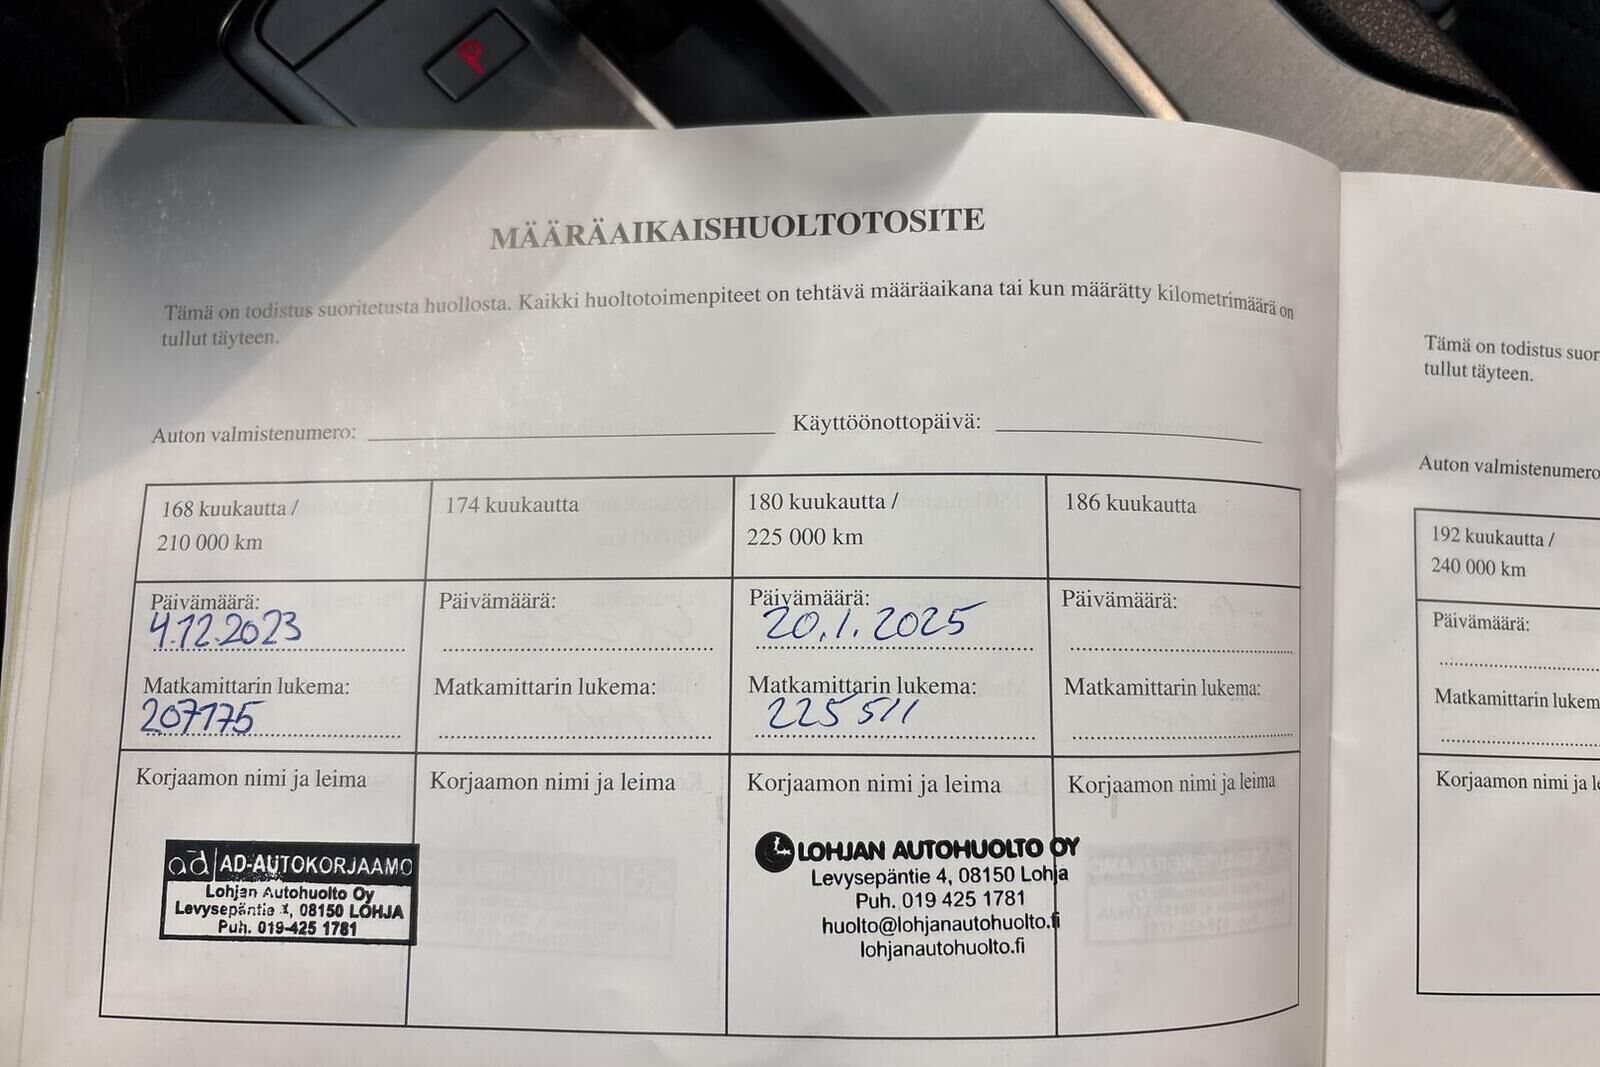 P
MÄÄRÄAIKAISHUOLTOTOSITE
Tämä on todistus suoritetusta huollosta. Kaikki huoltotoimenpiteet on tehtävä määräaikana tai kun määrätty kilometrimäärä on
tullut täyteen.
Auton valmistenumero:
Käyttöönottopäivä:
168 kuukautta /
210 000 km
Päivämäärä:
4.12.2023
Matkamittarin lukema:
207175
Korjaamon nimi ja leima
ad AD-AUTOKORJAAMO
Lohjan Autohuolto Oy
Levysepäntie 4, 08150 LOHJA
Puh. 019-425 1781
174 kuukautta
Päivämäärä:
Matkamittarin lukema:
Korjaamon nimi ja leima
180 kuukautta /
225 000 km
Päivämäärä:
20.1.2025
Matkamittarin lukema:
225 511
Korjaamon nimi ja leima
LOHJAN AUTOHUOLTO OY
Levysepäntie 4, 08150 Lohja
Puh. 019 425 1781
huolto@lohjanautohuolto.fi
lohjanautohuolto.fi
186 kuukautta
Päivämäärä:
Matkamittarin lukema:
Korjaamon nimi ja leima
Tämä on todistus suor
tullut täyteen.
Auton valmistenumero
192 kuukautta /
240 000 km
Päivämäärä:
Matkamittarin lukem
Korjaamon nimi ja le